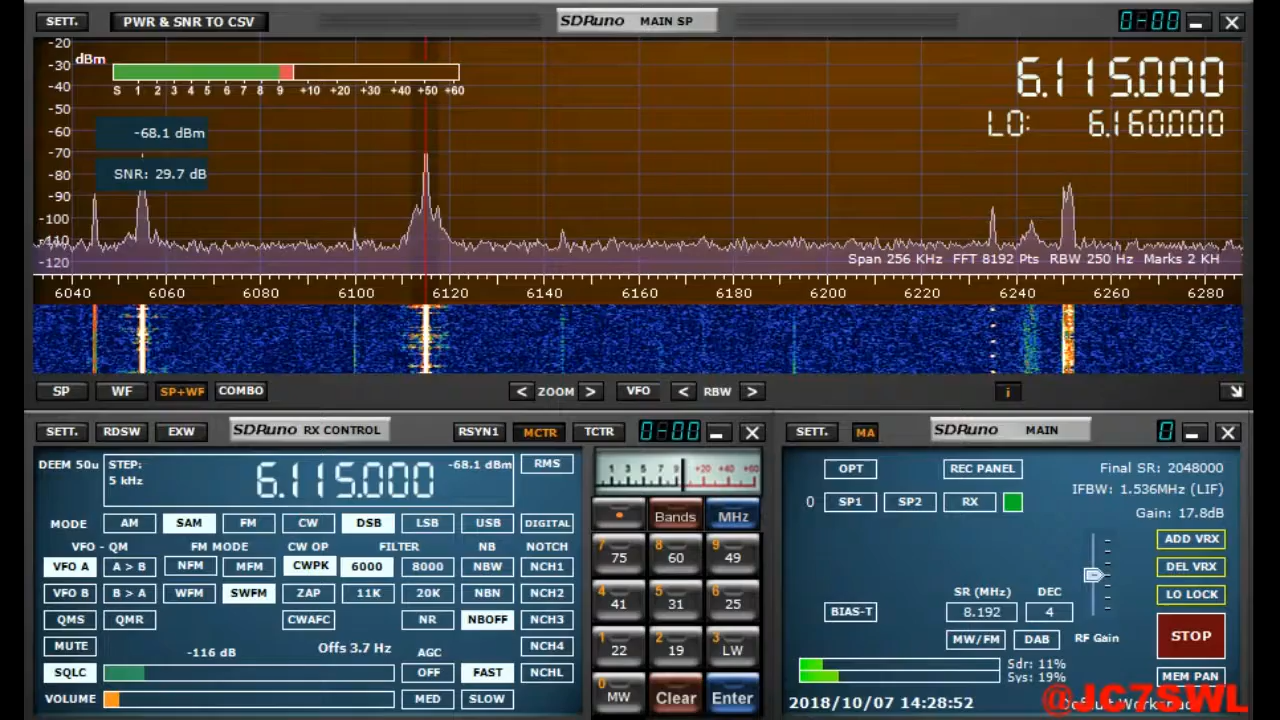 SETT. PWR & SNR TO CSV SDRuno MAIN SP 0-00
-20
dBm
-30
-40
-50
-60
-70
-80
-90
-100
-110
-120
S 1 2 3 4 5 6 7 8 9 +10 +20 +30 +40 +50 +60
-68.1 dBm
SNR: 29.7 dB
6.115.000
LO: 6.160.000
Span 256 KHz FFT 8192 Pts RBW 250 Hz Marks 2 KH
6040 6060 6080 6100 6120 6140 6160 6180 6200 6220 6240 6260 6280
SP WF SP+WF COMBO < ZOOM > VFO < RBW > i
SETT. RDSW EXW SDRuno RX CONTROL RSYN1 MCTR TCTR 0-00
DEEM 50u STEP: 5 kHz 6.115.000 -68.1 dBm RMS
MODE AM SAM FM CW DSB LSB USB DIGITAL
VFO - QM FM MODE CW OP FILTER NB NOTCH
VFO A A > B NFM MFM CWPK 6000 8000 NBW NCH1
VFO B B > A WFM SWFM ZAP 11K 20K NBN NCH2
QMS QMR CWAFC NR NBOFF NCH3
MUTE -116 dB Offs 3.7 Hz AGC NCH4
SQLC OFF FAST NCHL
VOLUME MED SLOW
1 3 5 7 9 +20 +40 +60
Bands MHz
7 75 8 60 9 49
4 41 5 31 6 25
1 22 2 19 3 LW
0 MW Clear Enter
SETT. MA SDRuno MAIN 0
OPT REC PANEL Final SR: 2048000
0 SP1 SP2 RX IFBW: 1.536MHz (LIF)
Gain: 17.8dB
ADD VRX
DEL VRX
SR (MHz) DEC LO LOCK
BIAS-T 8.192 4
MW/FM DAB RF Gain STOP
Sdr: 11%
Sys: 19% MEM PAN
2018/10/07 14:28:52
@JC7SWL